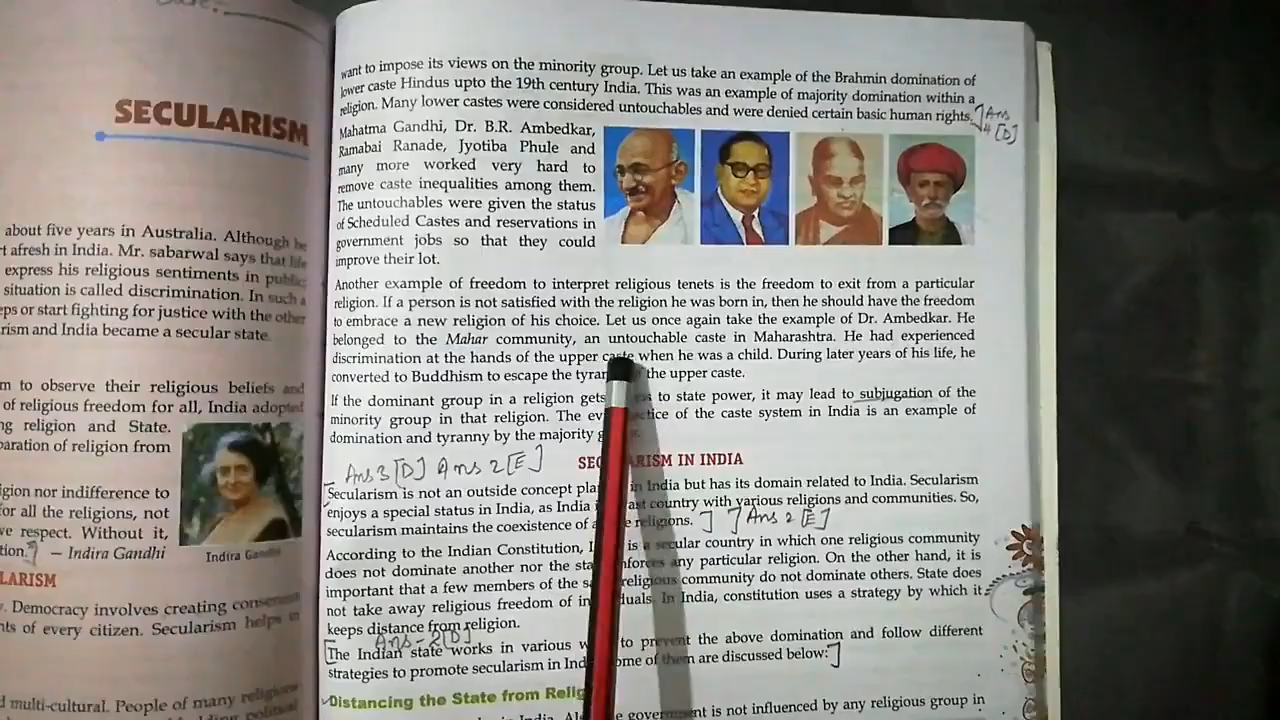 SECULARISM
about five years in Australia. Although he
rt afresh in India. Mr. sabarwal says that life
express his religious sentiments in public
situation is called discrimination. In such a
eps or start fighting for justice with the other
rism and India became a secular state.
m to observe their religious beliefs and
of religious freedom for all, India adopted
ng religion and State.
paration of religion from
igion nor indifference to
for all the religions, not
ve respect. Without it,
tion. — Indira Gandhi
Indira Gandhi
LARISM
. Democracy involves creating consensus
nts of every citizen. Secularism helps in
d multi-cultural. People of many religions
want to impose its views on the minority group. Let us take an example of the Brahmin domination of
lower caste Hindus upto the 19th century India. This was an example of majority domination within a
religion. Many lower castes were considered untouchables and were denied certain basic human rights.
Ans
4 [D]
Mahatma Gandhi, Dr. B.R. Ambedkar,
Ramabai Ranade, Jyotiba Phule and
many more worked very hard to
remove caste inequalities among them.
The untouchables were given the status
of Scheduled Castes and reservations in
government jobs so that they could
improve their lot.
Another example of freedom to interpret religious tenets is the freedom to exit from a particular
religion. If a person is not satisfied with the religion he was born in, then he should have the freedom
to embrace a new religion of his choice. Let us once again take the example of Dr. Ambedkar. He
belonged to the Mahar community, an untouchable caste in Maharashtra. He had experienced
discrimination at the hands of the upper caste when he was a child. During later years of his life, he
converted to Buddhism to escape the tyran the upper caste.
If the dominant group in a religion gets to state power, it may lead to subjugation of the
minority group in that religion. The ev ctice of the caste system in India is an example of
domination and tyranny by the majority g
Ans 3 [D] Ans 2 [E]
SEC ARISM IN INDIA
Secularism is not an outside concept pla in India but has its domain related to India. Secularism
enjoys a special status in India, as India ast country with various religions and communities. So,
secularism maintains the coexistence of a e religions.
Ans 2 [E]
According to the Indian Constitution, I is a secular country in which one religious community
does not dominate another nor the sta nforces any particular religion. On the other hand, it is
important that a few members of the s religious community do not dominate others. State does
not take away religious freedom of in duals. In India, constitution uses a strategy by which it
keeps distance from religion.
Ans - 2 [D]
The Indian state works in various w to prevent the above domination and follow different
strategies to promote secularism in Ind ome of them are discussed below:
Distancing the State from Relig
in India. e government is not influenced by any religious group in